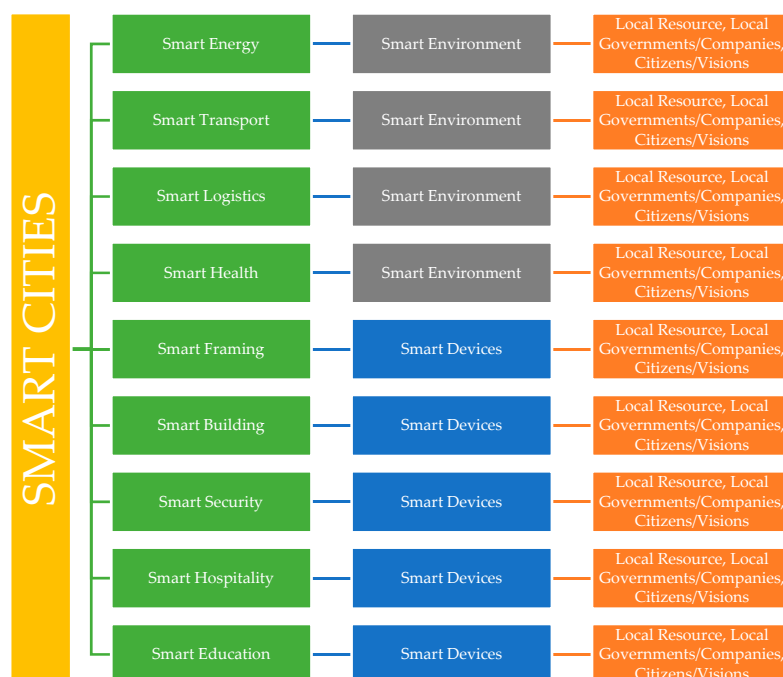 SMART CITIES
Smart Energy
Smart Environment
Local Resource, Local
Governments/Companies,
Citizens/Visions
Smart Transport
Smart Environment
Local Resource, Local
Governments/Companies,
Citizens/Visions
Smart Logistics
Smart Environment
Local Resource, Local
Governments/Companies,
Citizens/Visions
Smart Health
Smart Environment
Local Resource, Local
Governments/Companies,
Citizens/Visions
Smart Framing
Smart Devices
Local Resource, Local
Governments/Companies,
Citizens/Visions
Smart Building
Smart Devices
Local Resource, Local
Governments/Companies,
Citizens/Visions
Smart Security
Smart Devices
Local Resource, Local
Governments/Companies,
Citizens/Visions
Smart Hospitality
Smart Devices
Local Resource, Local
Governments/Companies,
Citizens/Visions
Smart Education
Smart Devices
Local Resource, Local
Governments/Companies,
Citizens/Visions